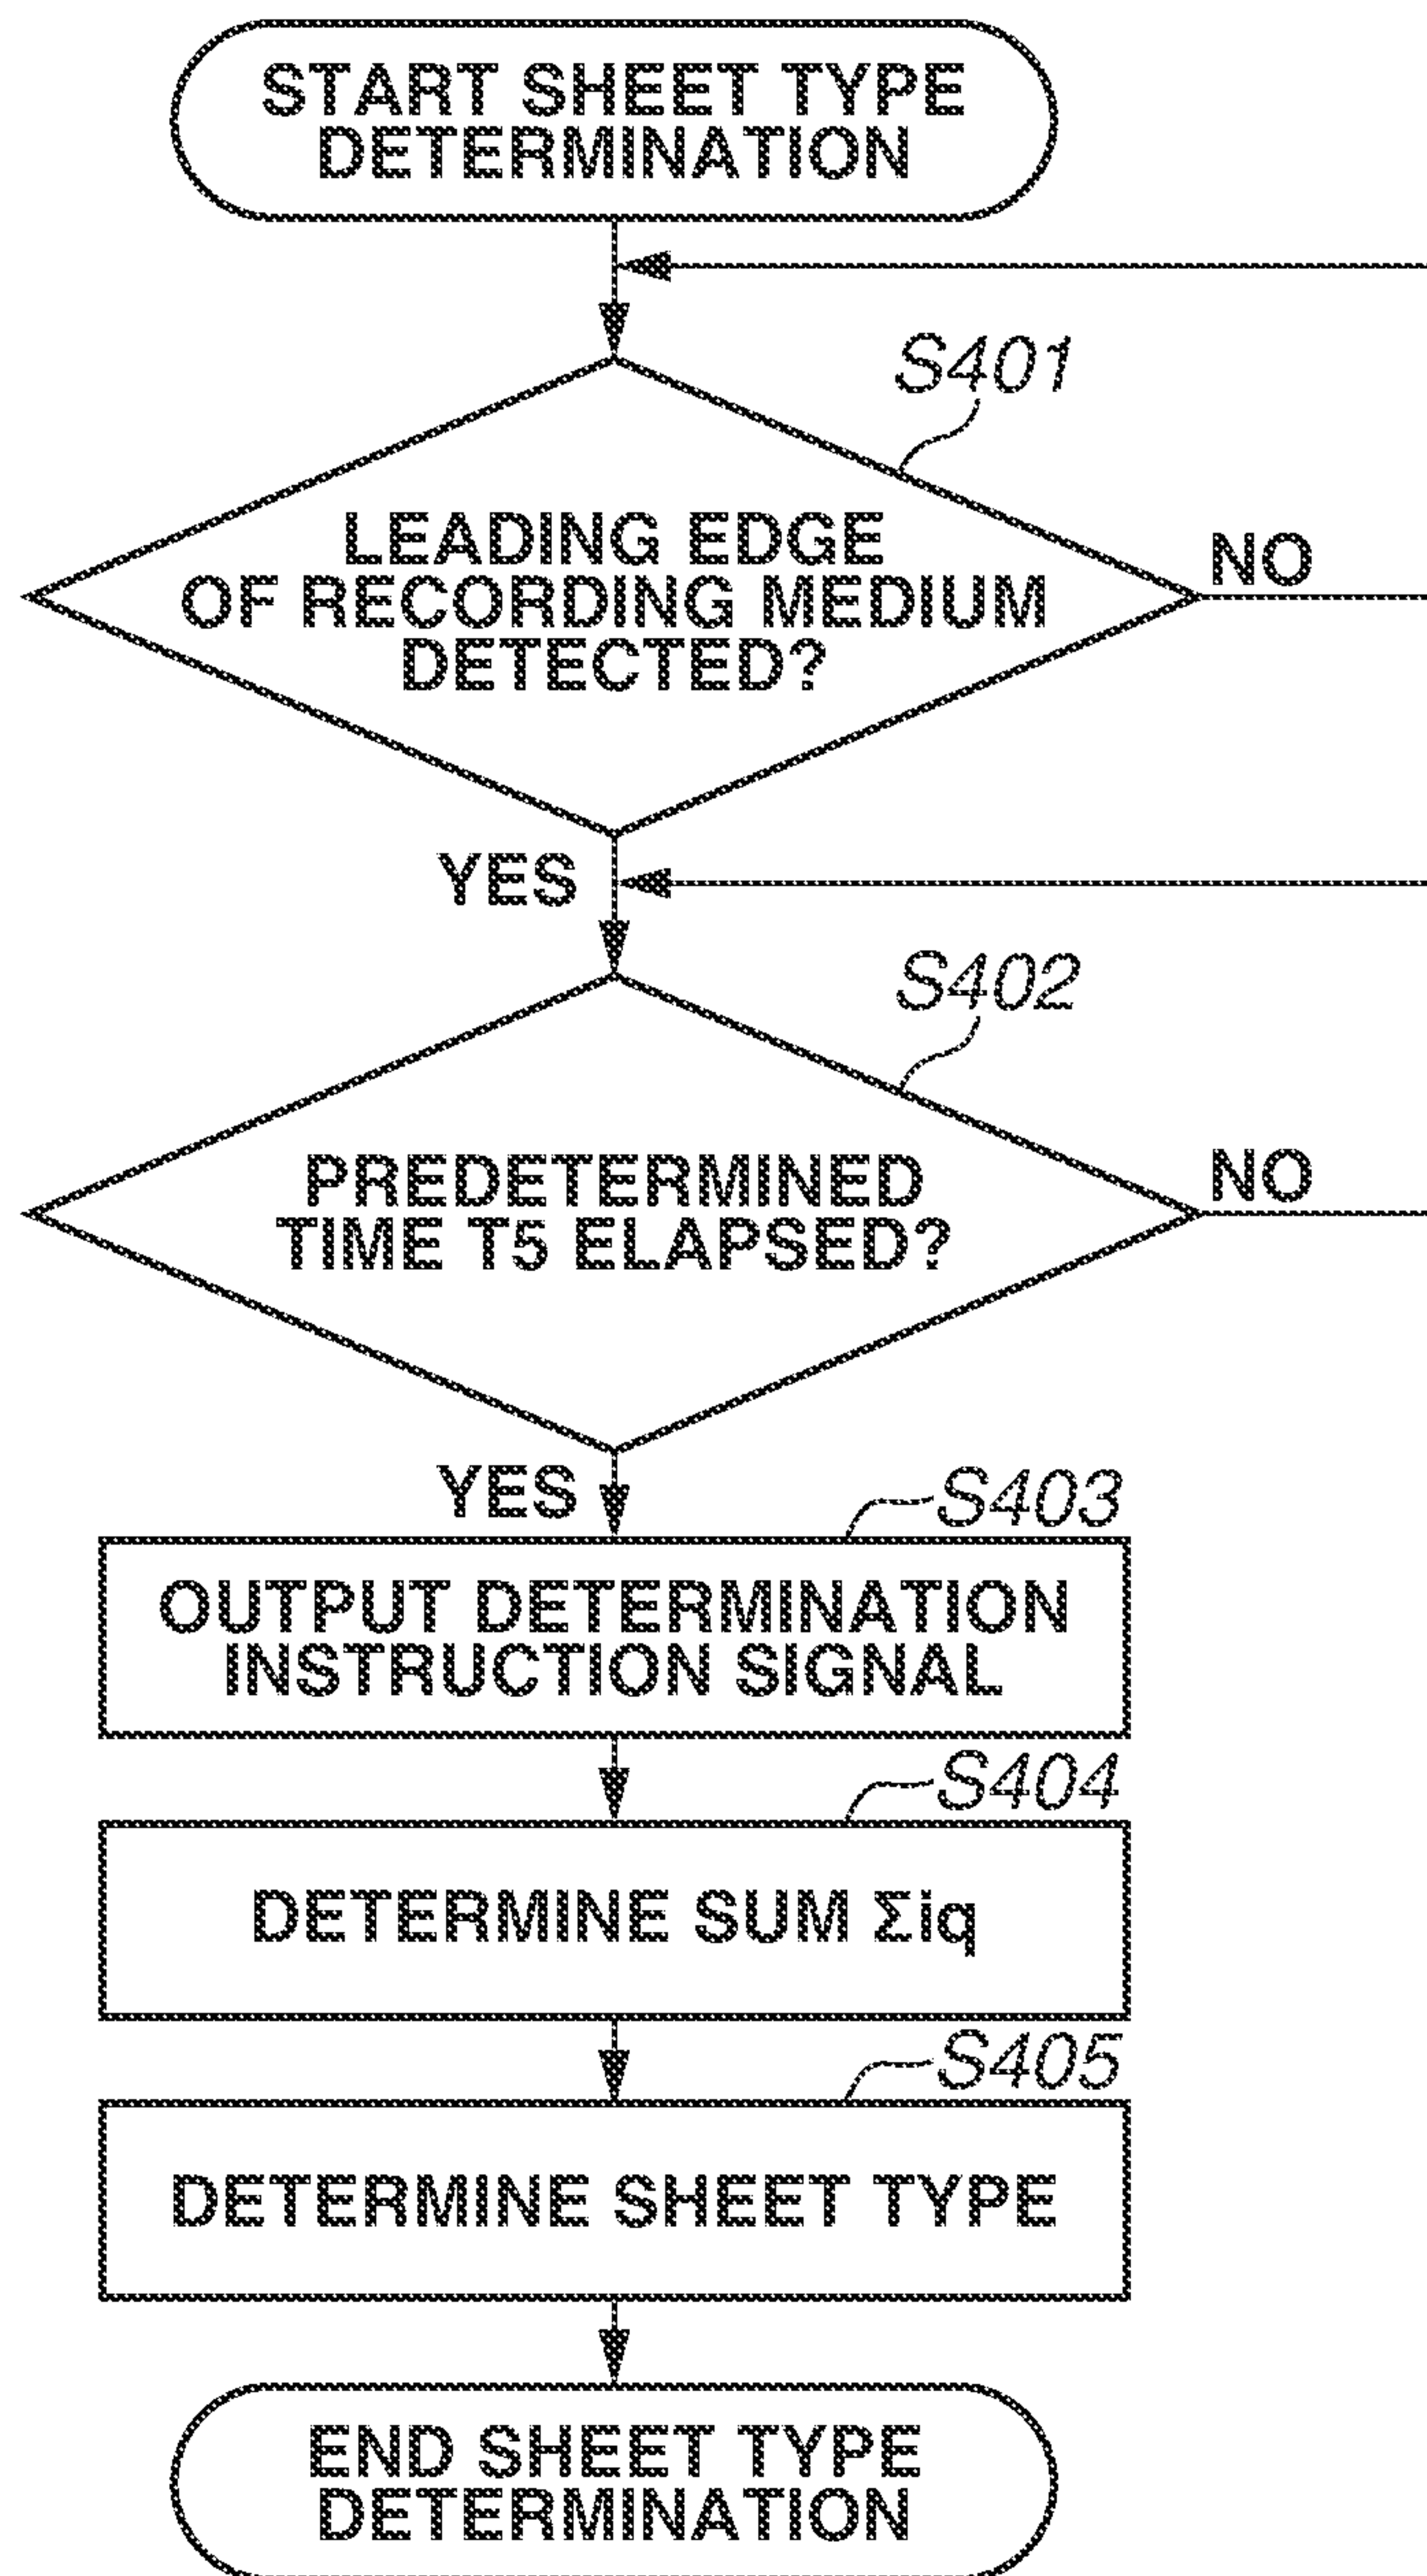 START SHEET TYPE
DETERMINATION
S401
LEADING EDGE
OF RECORDING MEDIUM
DETECTED?
NO
YES
S402
PREDETERMINED
TIME T5 ELAPSED?
NO
YES
S403
OUTPUT DETERMINATION
INSTRUCTION SIGNAL
S404
DETERMINE SUM Σiq
S405
DETERMINE SHEET TYPE
END SHEET TYPE
DETERMINATION